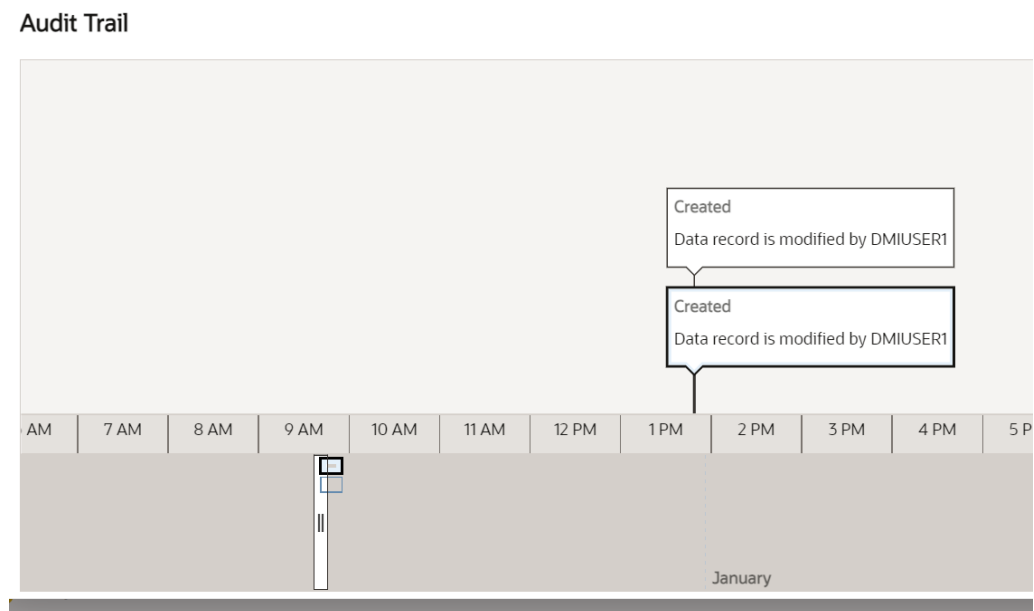 Audit Trail
Created
Data record is modified by DMIUSER1
Created
Data record is modified by DMIUSER1
AM 7 AM 8 AM 9 AM 10 AM 11 AM 12 PM 1 PM 2 PM 3 PM 4 PM 5 P
January